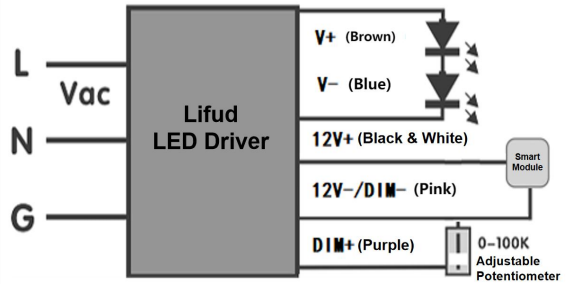 L
Vac
N
G
Lifud
LED Driver
V+ (Brown)
V- (Blue)
12V+ (Black & White)
12V-/DIM- (Pink)
DIM+ (Purple)
Smart
Module
0-100K
Adjustable
Potentiometer